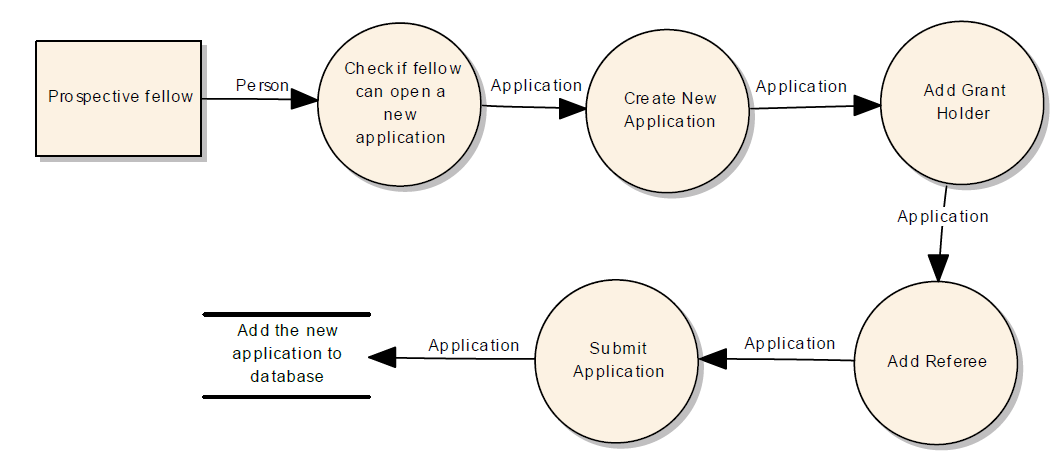 Prospective fellow
Person
Check if fellow
can open a
new
application
Application
Create New
Application
Application
Add Grant
Holder
Application
Add Referee
Application
Submit
Application
Application
Add the new
application to
database